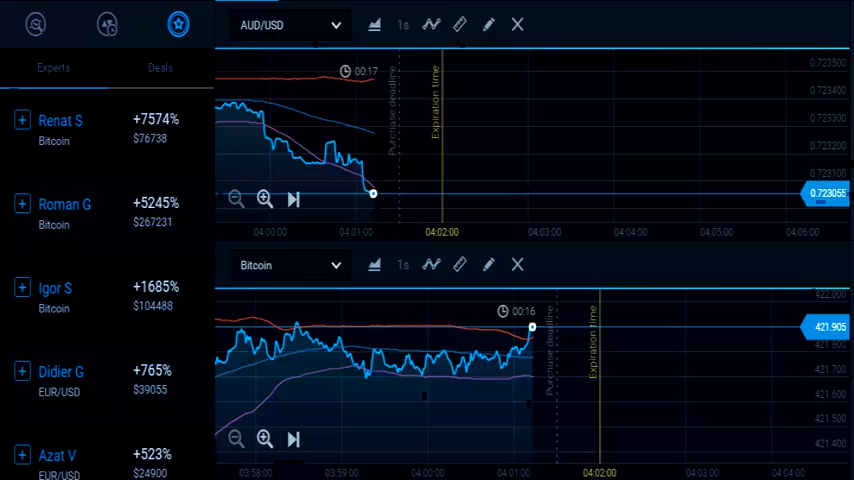 Experts
Deals
Renat S
+7574%
Bitcoin
$76738
Roman G
+5245%
Bitcoin
$267231
Igor S
+1685%
Bitcoin
$104488
Didier G
+765%
EUR/USD
$39055
Azat V
+523%
EUR/USD
$24900
AUD/USD
1s
00:17
Purchase deadline
Expiration time
0.723500
0.723400
0.723300
0.723200
0.723100
0.723055
04:00:00
04:01:00
04:02:00
04:03:00
04:04:00
04:05:00
04:06:00
Bitcoin
1s
00:16
Purchase deadline
Expiration time
422.000
421.905
421.800
421.700
421.600
421.500
421.400
03:58:00
03:59:00
04:00:00
04:01:00
04:02:00
04:03:00
04:04:00